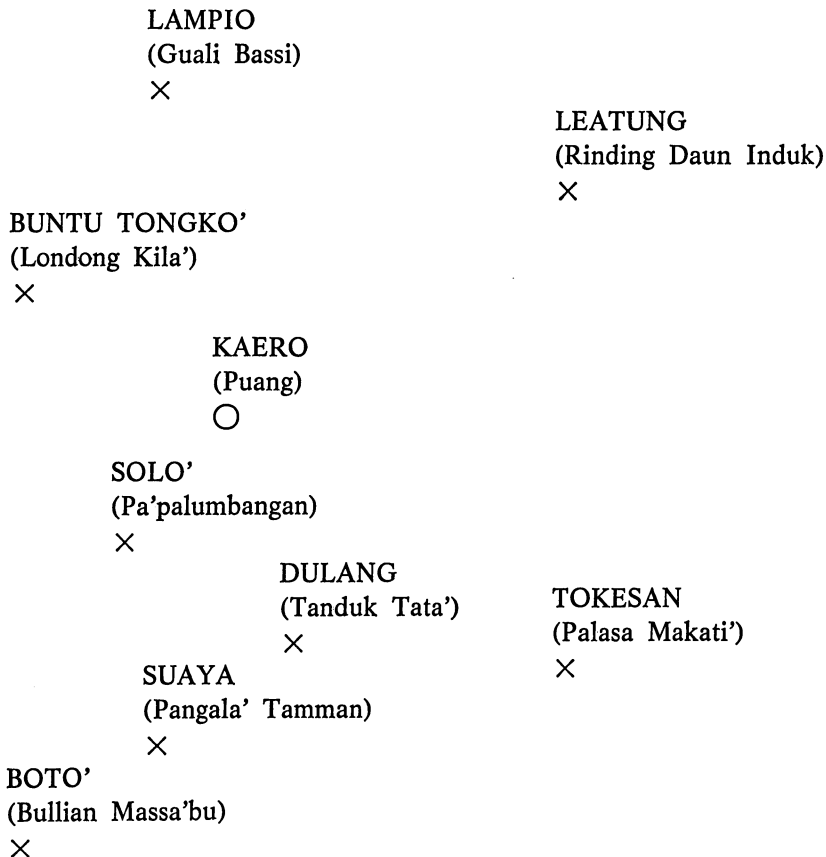 LAMPIO
(Guali Bassi)
LEATUNG
(Rinding Daun Induk)
BUNTU TONGKO’
(Londong Kila’)
KAERO
(Puang)
SOLO’
(Pa’palumbangan)
DULANG
(Tanduk Tata’)
TOKESAN
(Palasa Makati’)
SUAYA
(Pangala’ Tamman)
BOTO’
(Bullian Massa’bu)